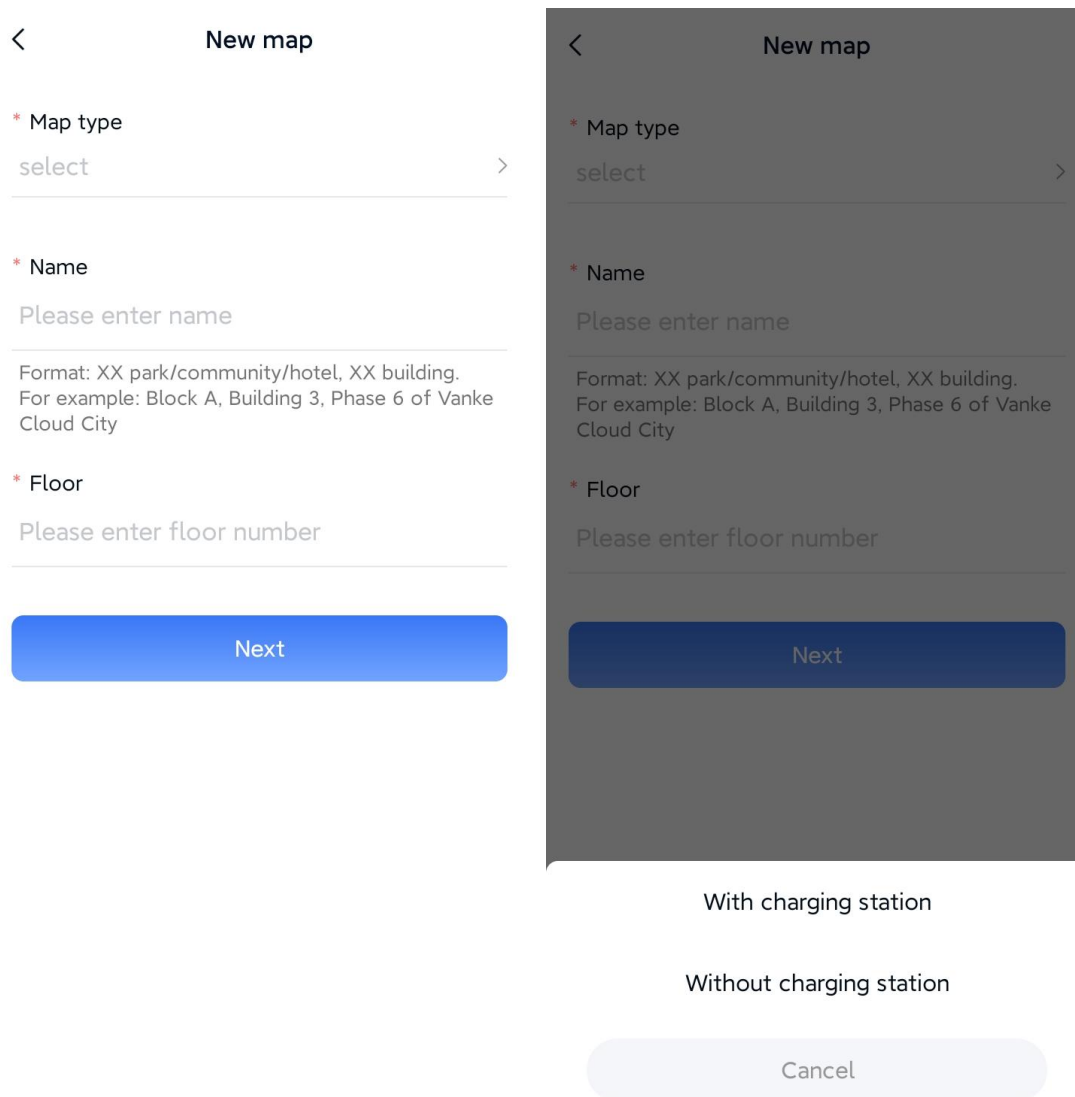 New map
* Map type
select
* Name
Please enter name
Format: XX park/community/hotel, XX building.
For example: Block A, Building 3, Phase 6 of Vanke
Cloud City
* Floor
Please enter floor number
Next
New map
* Map type
select
* Name
Please enter name
Format: XX park/community/hotel, XX building.
For example: Block A, Building 3, Phase 6 of Vanke
Cloud City
* Floor
Please enter floor number
Next
With charging station
Without charging station
Cancel